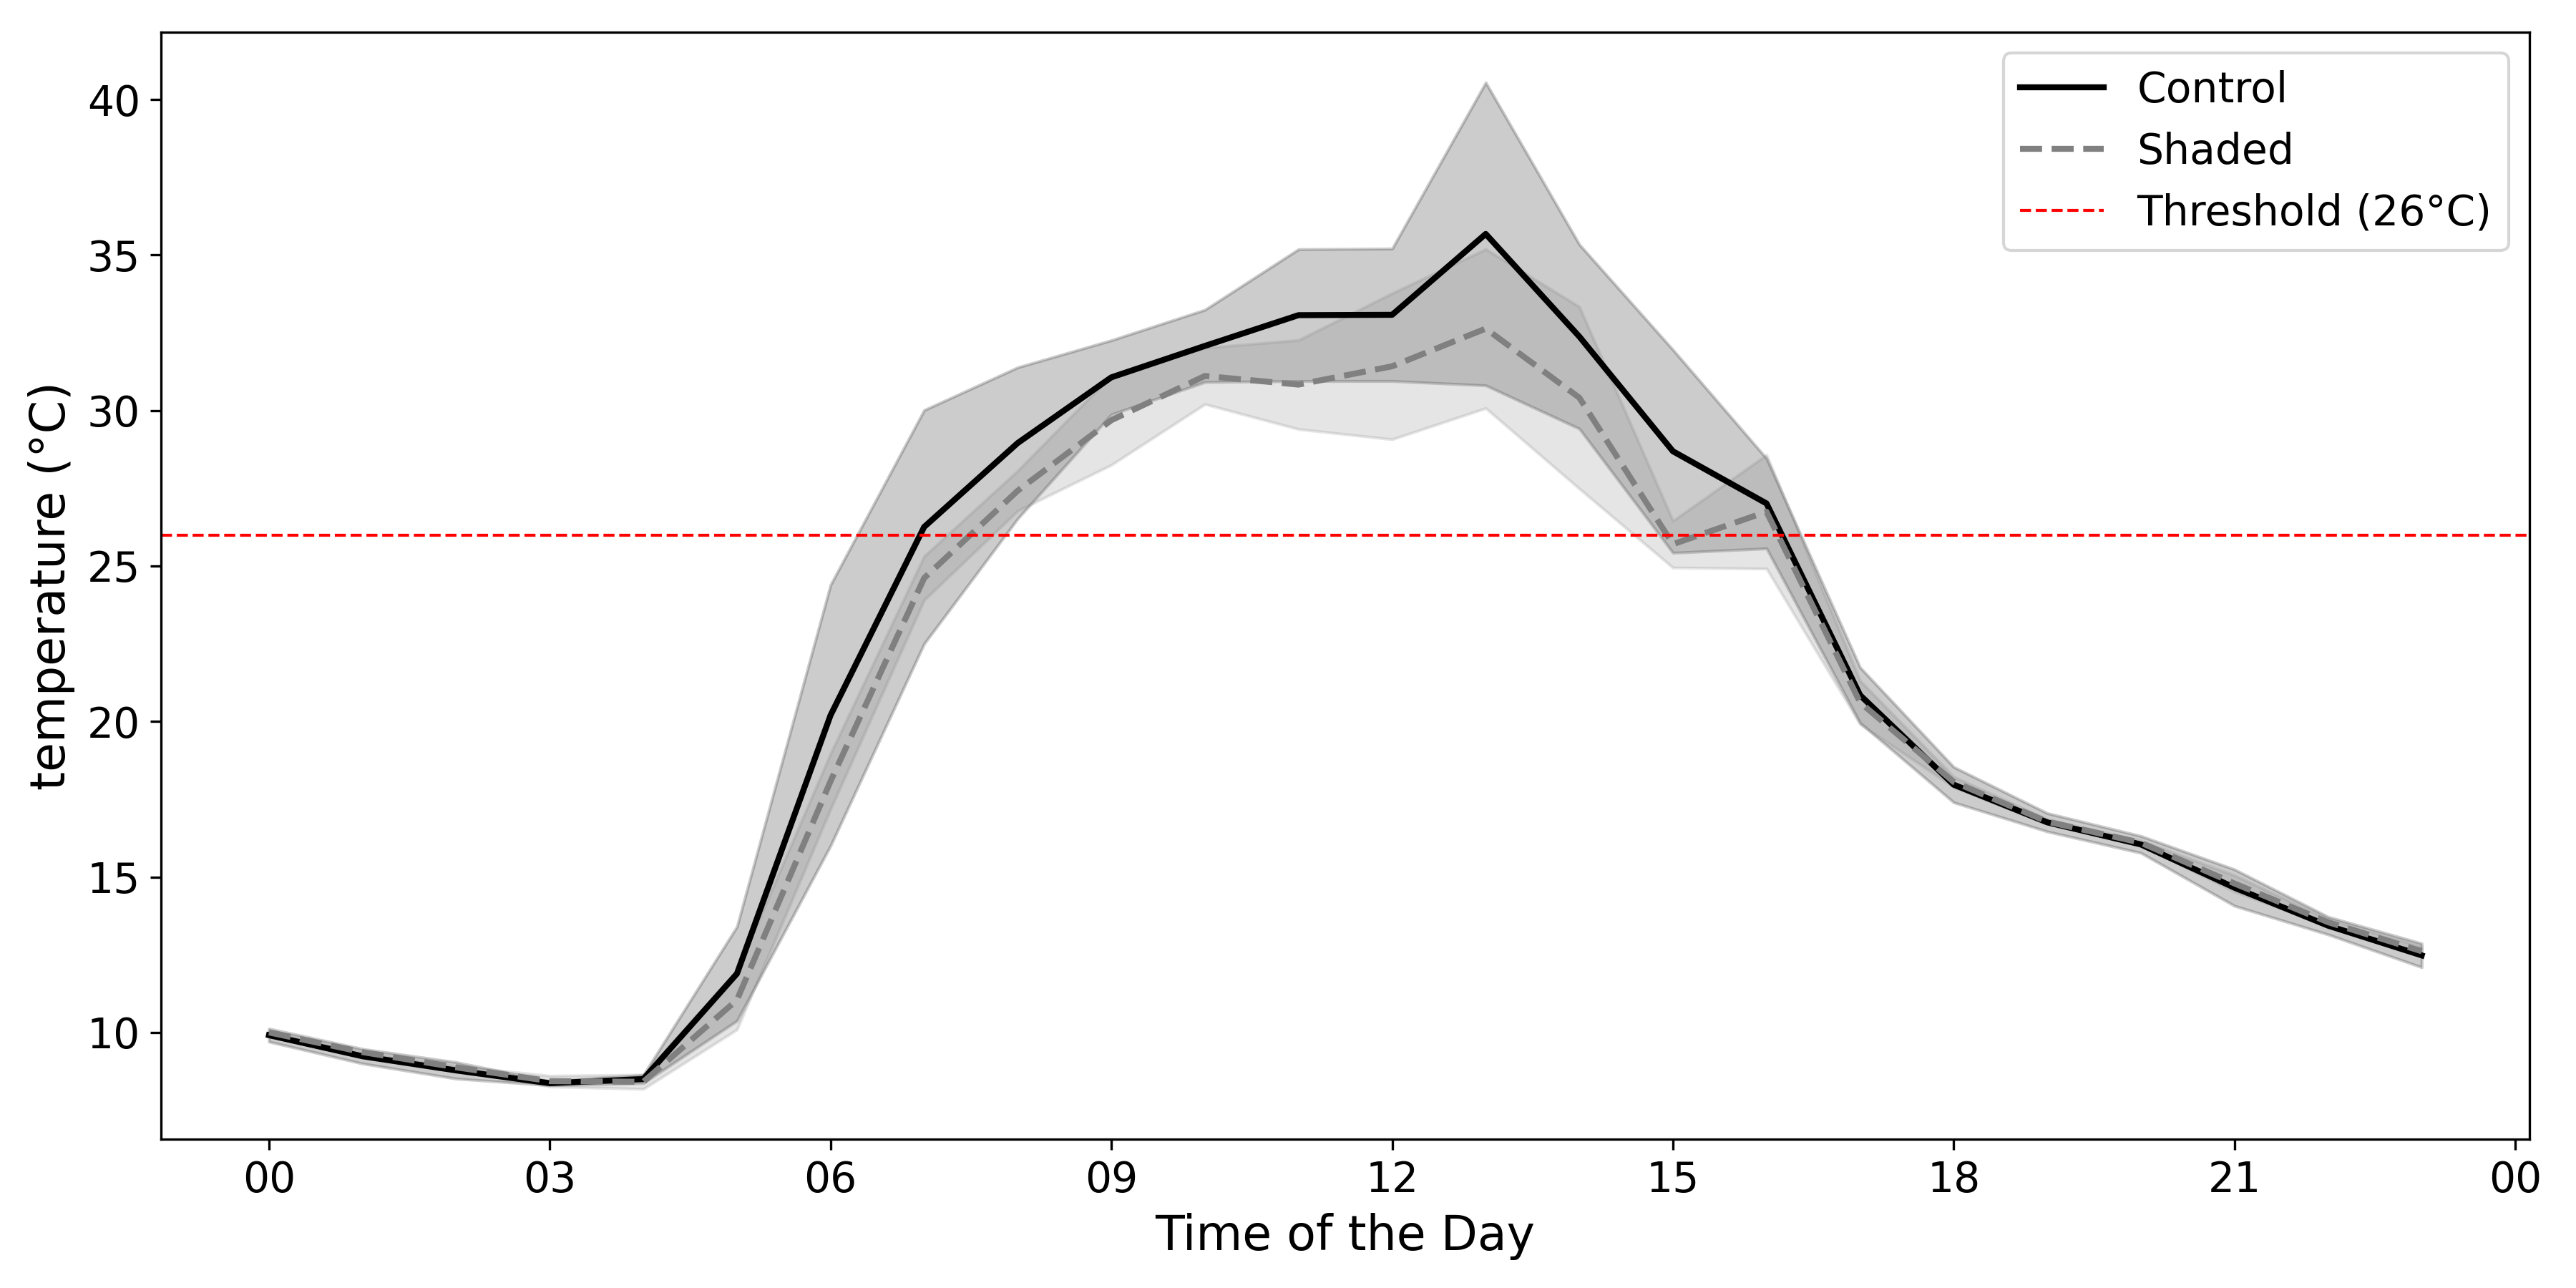 Control
Shaded
Threshold (26°C)
temperature (°C)
40
35
30
25
20
15
10
00 03 06 09 12 15 18 21 00
Time of the Day